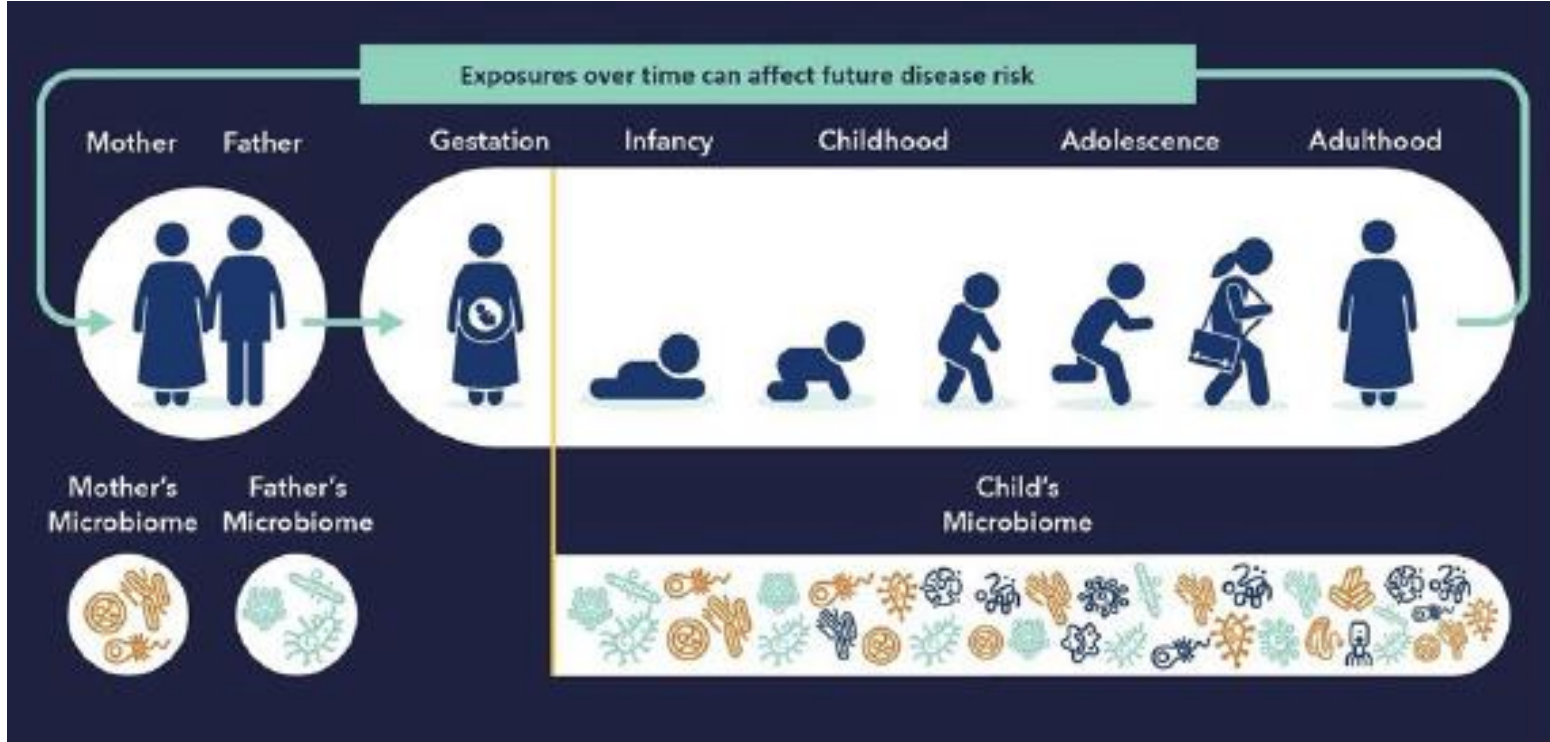 Exposures over time can affect future disease risk
Mother
Father
Gestation
Infancy
Childhood
Adolescence
Adulthood
Mother's
Microbiome
Father's
Microbiome
Child's
Microbiome